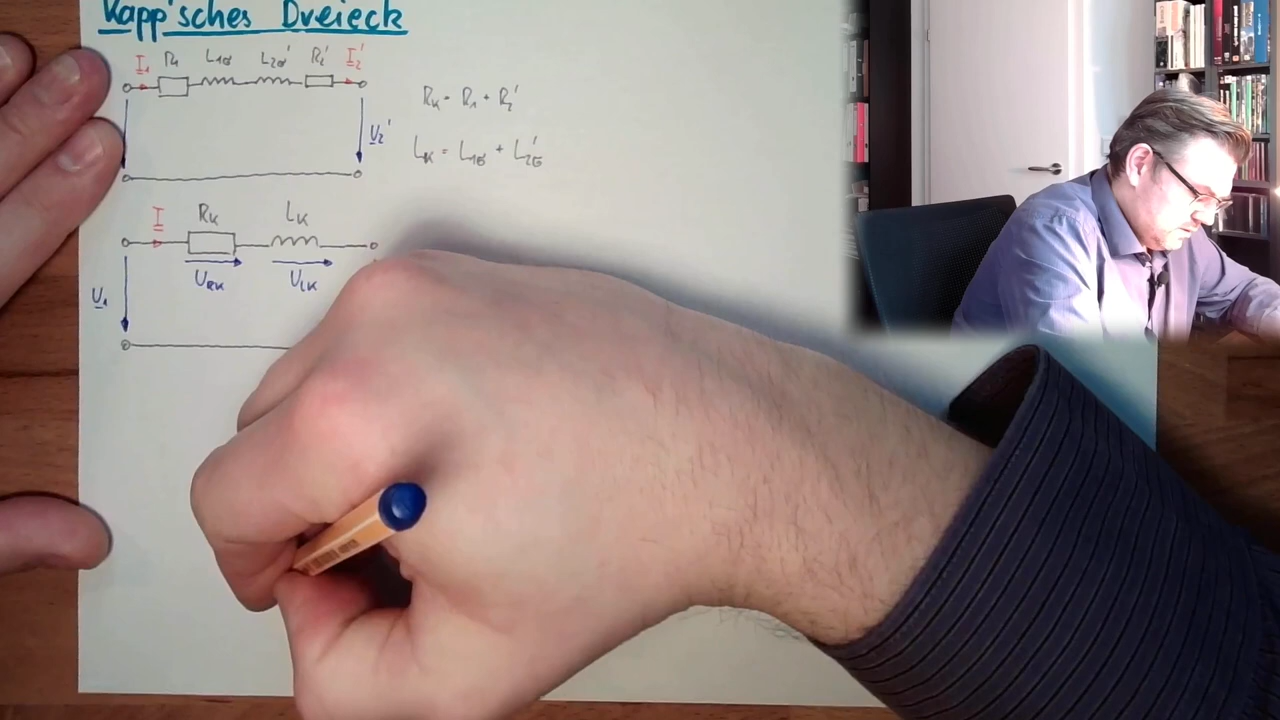 Kapp'sches Dreieck
I1 R1 L1σ L2σ' R2' I2'
U2'
RK = R1 + R2'
LK = L1σ + L2σ'
I RK LK
URK ULK
U1